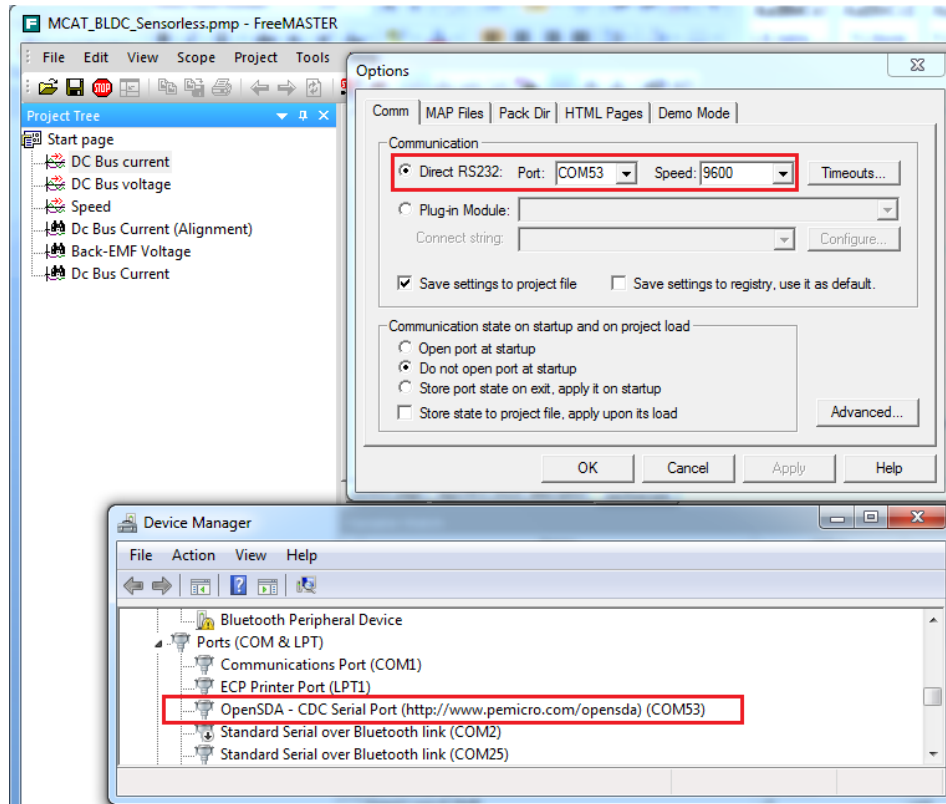 MCAT_BLDC_Sensorless.pmp - FreeMASTER
File Edit View Scope Project Tools
STOP
Project Tree
Start page
DC Bus current
DC Bus voltage
Speed
Dc Bus Current (Alignment)
Back-EMF Voltage
Dc Bus Current
Options
Comm MAP Files Pack Dir HTML Pages Demo Mode
Communication
Direct RS232: Port: COM53 Speed: 9600 Timeouts...
Plug-in Module:
Connect string: Configure...
Save settings to project file Save settings to registry, use it as default.
Communication state on startup and on project load
Open port at startup
Do not open port at startup
Store port state on exit, apply it on startup
Store state to project file, apply upon its load Advanced...
OK Cancel Apply Help
Device Manager
File Action View Help
Bluetooth Peripheral Device
Ports (COM & LPT)
Communications Port (COM1)
ECP Printer Port (LPT1)
OpenSDA - CDC Serial Port (http://www.pemicro.com/opensda) (COM53)
Standard Serial over Bluetooth link (COM2)
Standard Serial over Bluetooth link (COM25)